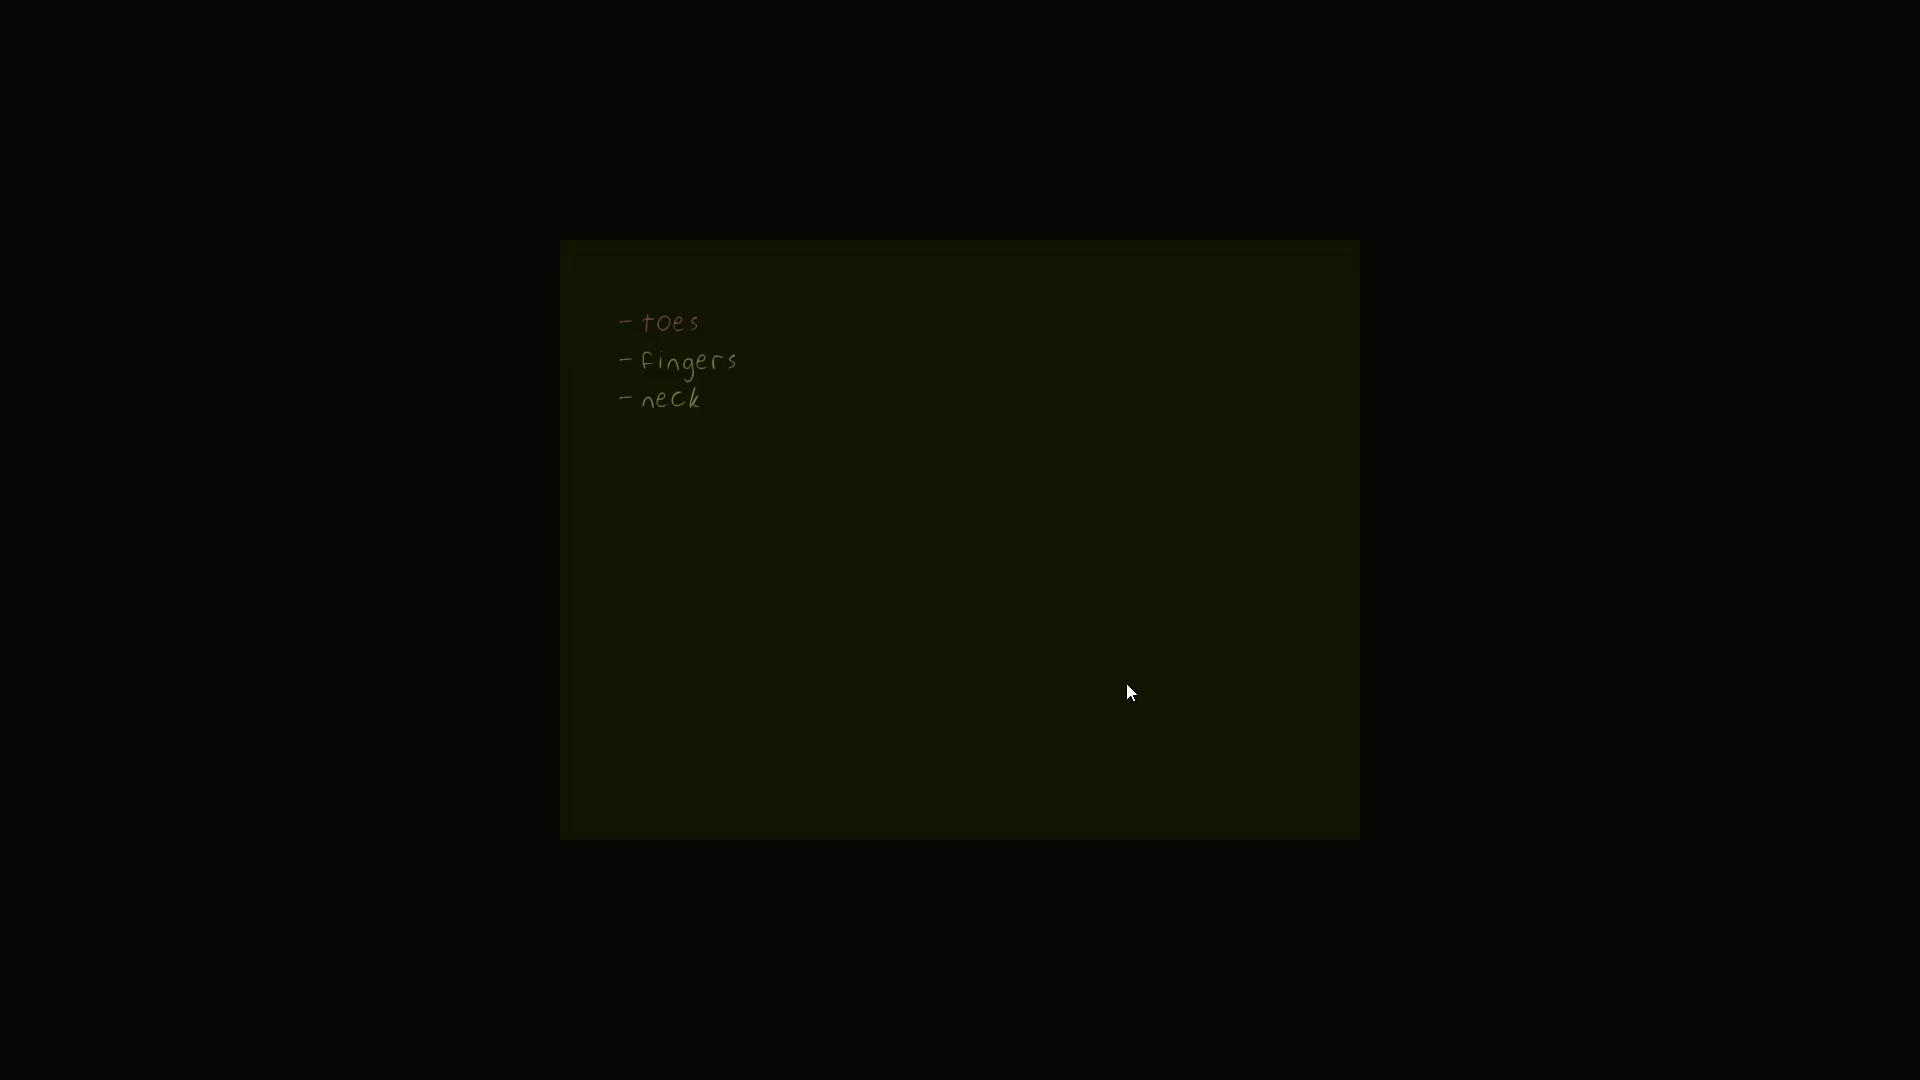 - toes
- fingers
- neck